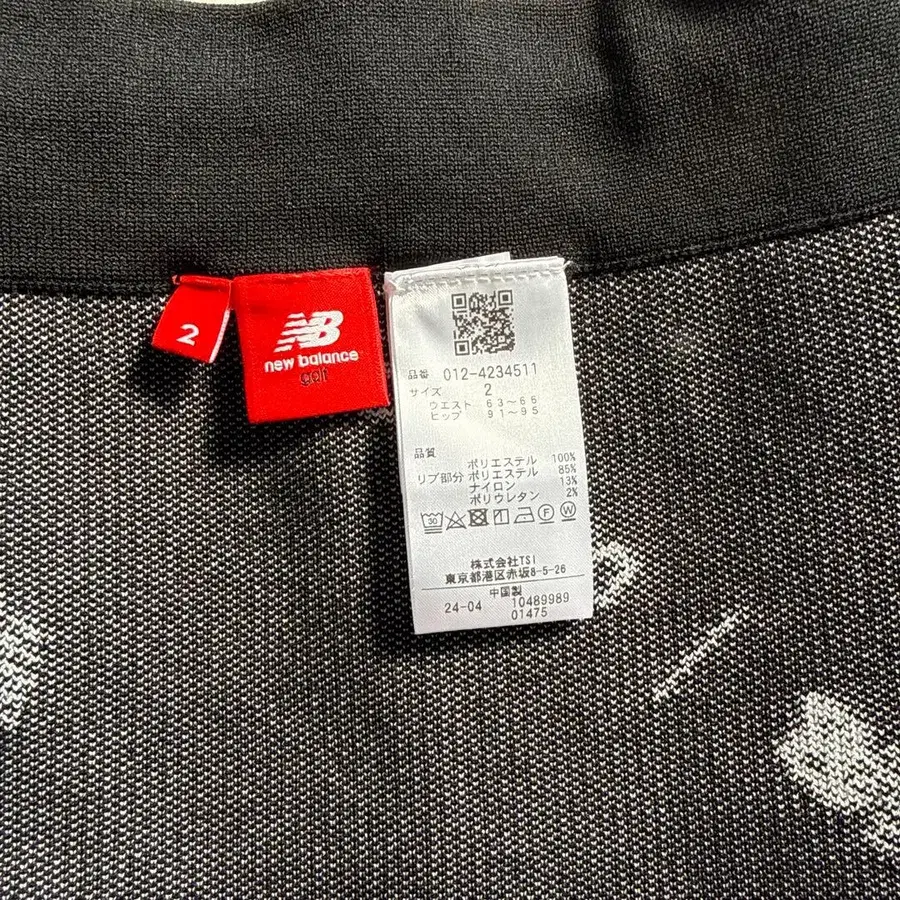 2
NB
new balance
golf
品番 012-4234511
サイズ 2
ウエスト 63～66
ヒップ 91～95
品質
ポリエステル 100%
リブ部分 ポリエステル 85%
ナイロン 13%
ポリウレタン 2%
30
F W
株式会社TSI
東京都港区赤坂8-5-26
中国製
24-04 10489989
01475